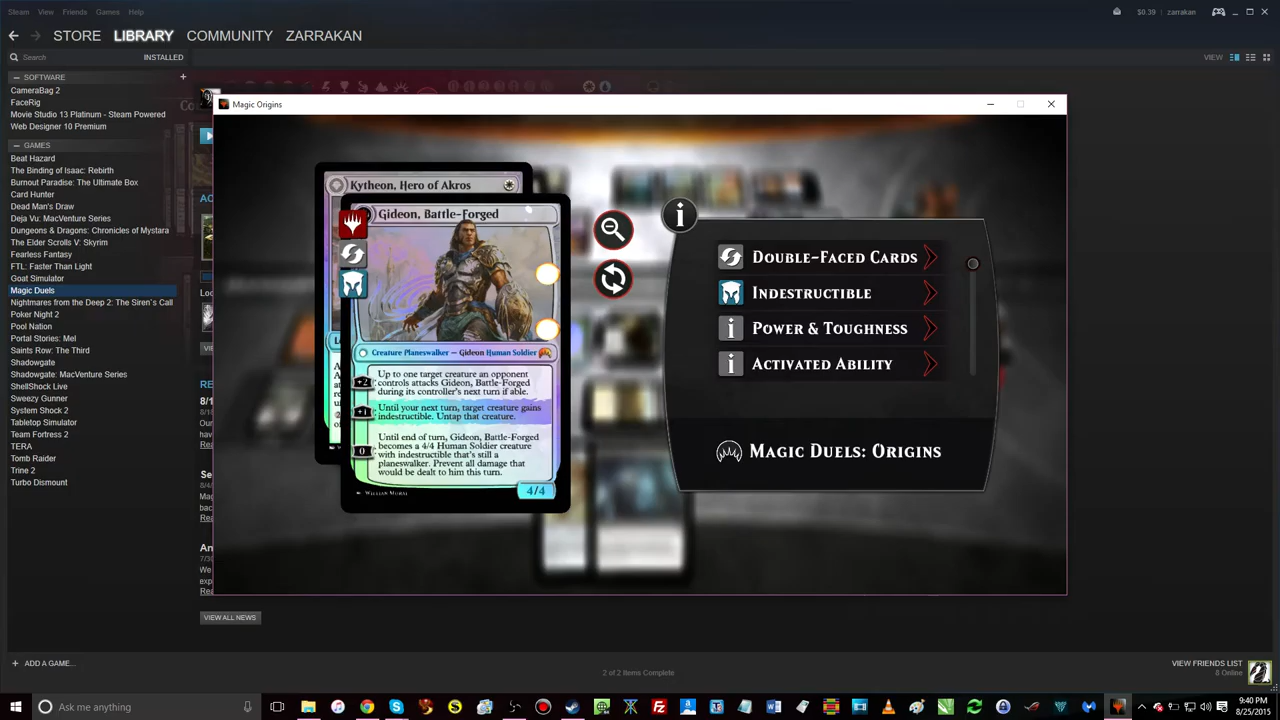 Steam View Friends Games Help
$0.39 zarrakan
STORE LIBRARY COMMUNITY ZARRAKAN
Search INSTALLED
VIEW
SOFTWARE
CameraBag 2
FaceRig
Movie Studio 13 Platinum - Steam Powered
Web Designer 10 Premium
GAMES
Beat Hazard
The Binding of Isaac: Rebirth
Burnout Paradise: The Ultimate Box
Card Hunter
Dead Man's Draw
Deja Vu: MacVenture Series
Dungeons & Dragons: Chronicles of Mystara
The Elder Scrolls V: Skyrim
Fearless Fantasy
FTL: Faster Than Light
Goat Simulator
Magic Duels
Nightmares from the Deep 2: The Siren's Call
Poker Night 2
Pool Nation
Portal Stories: Mel
Saints Row: The Third
Shadowgate
Shadowgate: MacVenture Series
ShellShock Live
Sweezy Gunner
System Shock 2
Tabletop Simulator
Team Fortress 2
TERA
Tomb Raider
Trine 2
Turbo Dismount
Magic Origins
Kytheon, Hero of Akros
Gideon, Battle-Forged
Creature Planeswalker — Gideon Human Soldier
+2 Up to one target creature an opponent
controls attacks Gideon, Battle-Forged
during its controller's next turn if able.
+1 Until your next turn, target creature gains
indestructible. Untap that creature.
0 Until end of turn, Gideon, Battle-Forged
becomes a 4/4 Human Soldier creature
with indestructible that's still a
planeswalker. Prevent all damage that
would be dealt to him this turn.
Willian Murai
4/4
Double-Faced Cards
Indestructible
Power & Toughness
Activated Ability
Magic Duels: Origins
VIEW ALL NEWS
ADD A GAME...
2 of 2 Items Complete
VIEW FRIENDS LIST
8 Online
Ask me anything
9:40 PM
8/25/2015